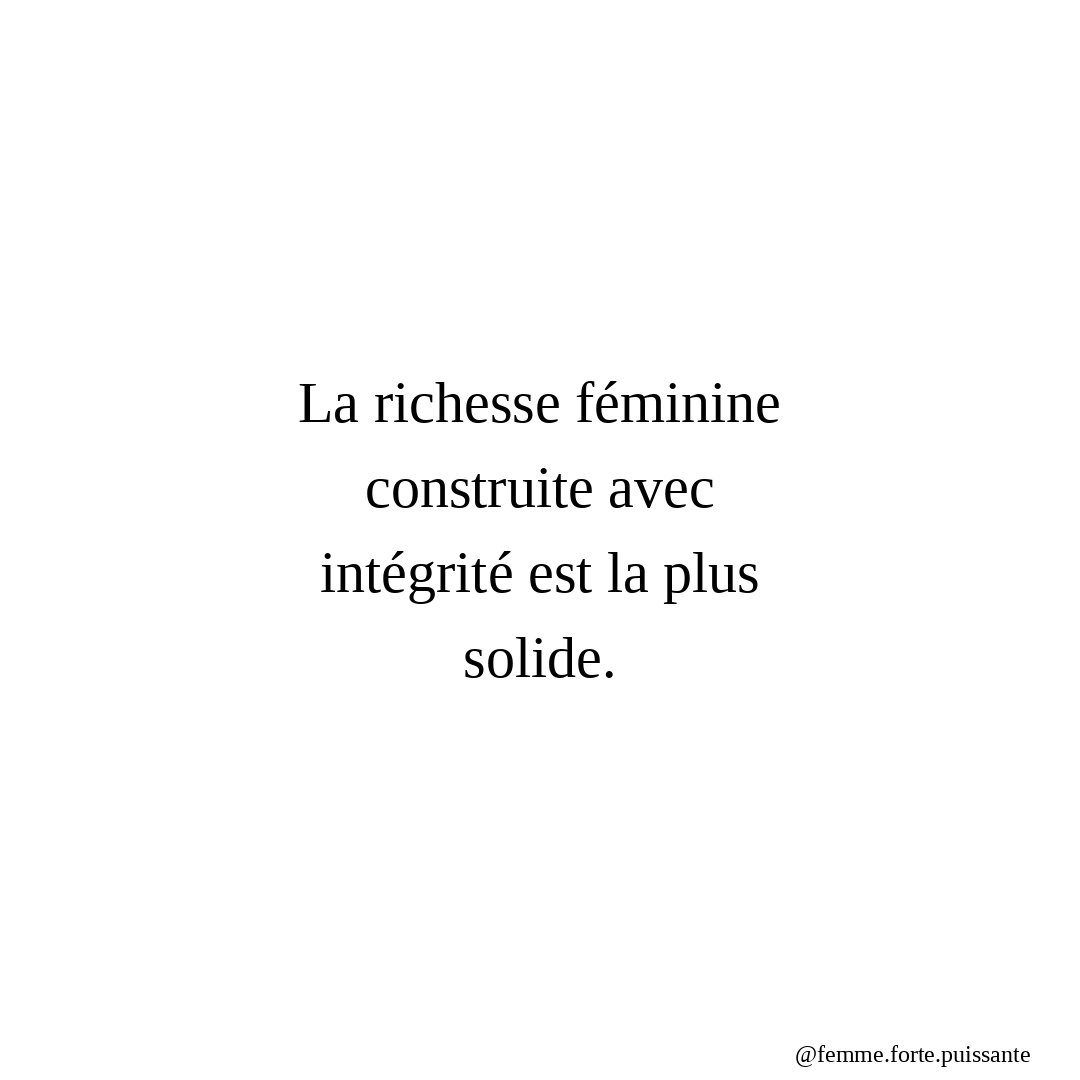 La richesse féminine
construite avec
intégrité est la plus
solide.
@femme.forte.puissante